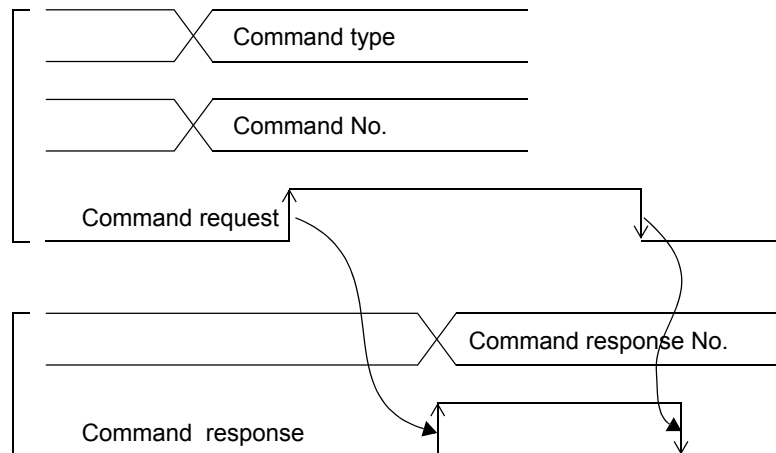 Command type
Command No.
Command request
Command response No.
Command response